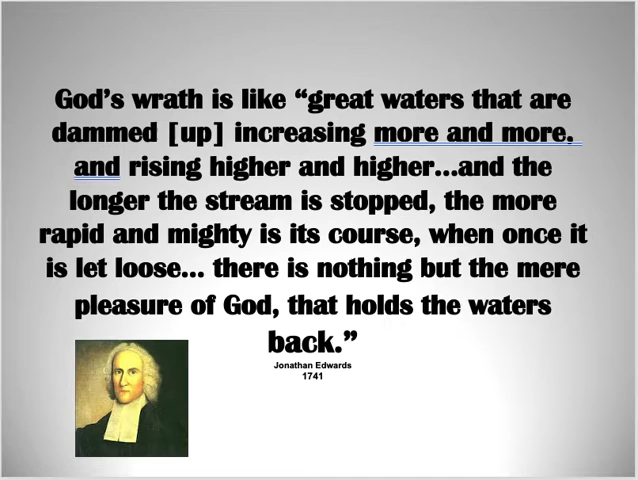 God’s wrath is like “great waters that are
dammed [up] increasing more and more,
and rising higher and higher…and the
longer the stream is stopped, the more
rapid and mighty is its course, when once it
is let loose… there is nothing but the mere
pleasure of God, that holds the waters
back.”
Jonathan Edwards
1741